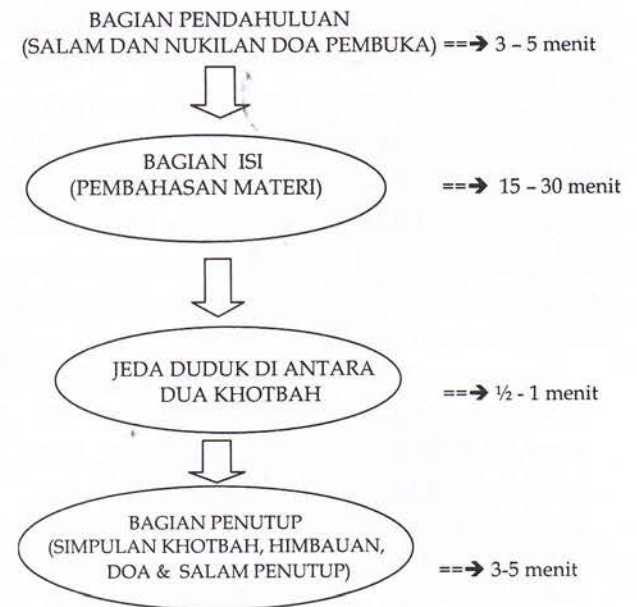 BAGIAN PENDAHULUAN
(SALAM DAN NUKILAN DOA PEMBUKA) ==➔ 3 – 5 menit
BAGIAN ISI
(PEMBAHASAN MATERI) ==➔ 15 – 30 menit
JEDA DUDUK DI ANTARA
DUA KHOTBAH ==➔ ½ - 1 menit
BAGIAN PENUTUP
(SIMPULAN KHOTBAH, HIMBAUAN,
DOA & SALAM PENUTUP) ==➔ 3-5 menit